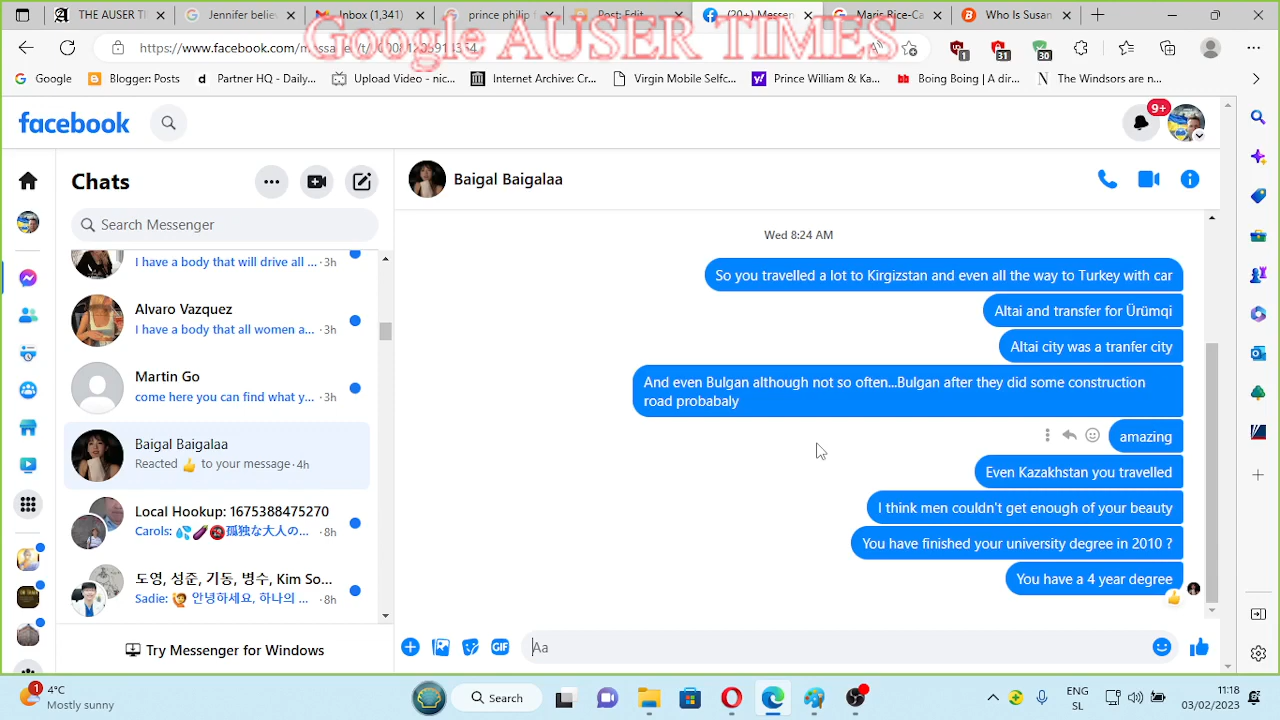 THE AUSER TI
Jennifer belie
Inbox (1,341)
prince philip f
Post: Edit
(20+) Messen
Maris Rice-Ca
Who Is Susan
Google AUSER TIMES
Google
Blogger: Posts
Partner HQ - Daily...
Upload Video - nic...
Internet Archive: Cr...
Virgin Mobile Selfc...
Prince William & Ka...
Boing Boing | A dir...
The Windsors are n...
1
31
30
facebook
9+
Chats
Baigal Baigalaa
Search Messenger
Wed 8:24 AM
I have a body that will drive all ... · 3h
So you travelled a lot to Kirgizstan and even all the way to Turkey with car
Alvaro Vazquez
I have a body that all women a... · 3h
Altai and transfer for Ürümqi
Altai city was a tranfer city
Martin Go
come here you can find what y... · 3h
And even Bulgan although not so often...Bulgan after they did some construction
road probabaly
Baigal Baigalaa
Reacted 👍 to your message · 4h
amazing
Even Kazakhstan you travelled
Local Hookup: 1675388475270
Carols: 💦🍆🔞孤独な大人の... · 8h
I think men couldn't get enough of your beauty
You have finished your university degree in 2010 ?
도영, 성준, 기동, 병수, Kim So...
Sadie: 🙋 안녕하세요, 하나의 ... · 8h
You have a 4 year degree
Try Messenger for Windows
GIF
Aa
1
4°C
Mostly sunny
Search
ENG
SL
11:18
03/02/2023